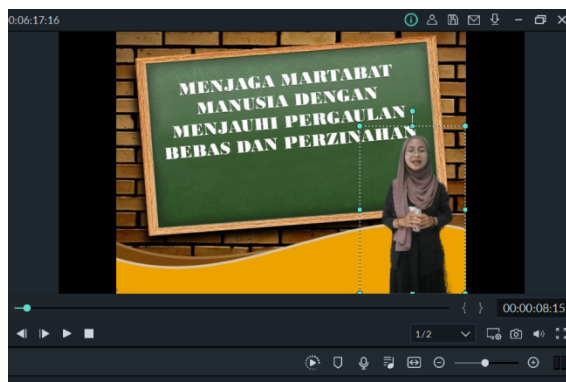 0:06:17:16
MENJAGA MARTABAT
MANUSIA DENGAN
MENJAUHI PERGAULAN
BEBAS DAN PERZINAHAN
{ } 00:00:08:15
1/2